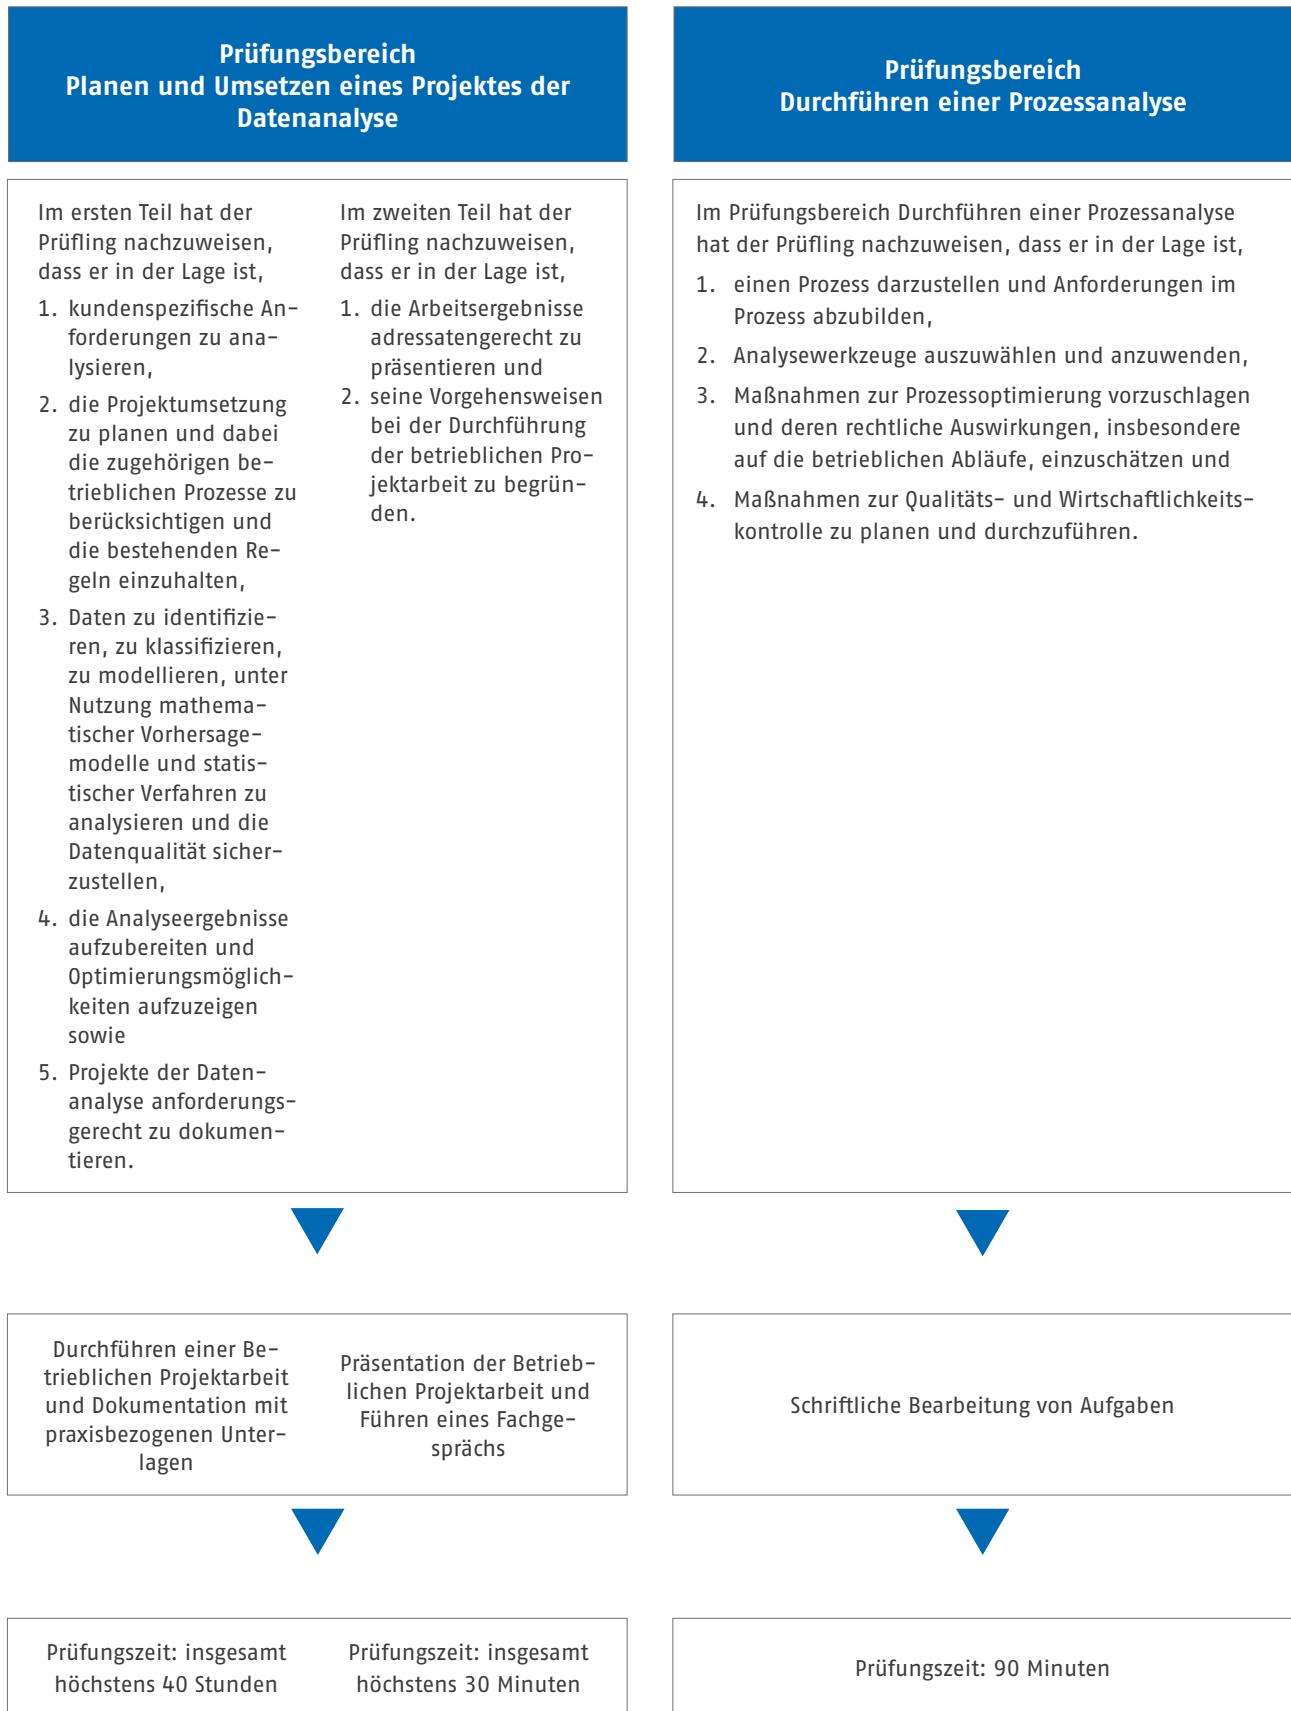 Prüfungsbereich
Planen und Umsetzen eines Projektes der
Datenanalyse
Im ersten Teil hat der
Prüfling nachzuweisen,
dass er in der Lage ist,
1. kundenspezifische An-
forderungen zu ana-
lysieren,
2. die Projektumsetzung
zu planen und dabei
die zugehörigen be-
trieblichen Prozesse zu
berücksichtigen und
die bestehenden Re-
geln einzuhalten,
3. Daten zu identifizie-
ren, zu klassifizieren,
zu modellieren, unter
Nutzung mathema-
tischer Vorhersage-
modelle und statis-
tischer Verfahren zu
analysieren und die
Datenqualität sicher-
zustellen,
4. die Analyseergebnisse
aufzubereiten und
Optimierungsmöglich-
keiten aufzuzeigen
sowie
5. Projekte der Daten-
analyse anforderungs-
gerecht zu dokumen-
tieren.
Im zweiten Teil hat der
Prüfling nachzuweisen,
dass er in der Lage ist,
1. die Arbeitsergebnisse
adressatengerecht zu
präsentieren und
2. seine Vorgehensweisen
bei der Durchführung
der betrieblichen Pro-
jektarbeit zu begrün-
den.
Durchführen einer Be-
trieblichen Projektarbeit
und Dokumentation mit
praxisbezogenen Unter-
lagen
Präsentation der Betrieb-
lichen Projektarbeit und
Führen eines Fachge-
sprächs
Prüfungszeit: insgesamt
höchstens 40 Stunden
Prüfungszeit: insgesamt
höchstens 30 Minuten
Prüfungsbereich
Durchführen einer Prozessanalyse
Im Prüfungsbereich Durchführen einer Prozessanalyse
hat der Prüfling nachzuweisen, dass er in der Lage ist,
1. einen Prozess darzustellen und Anforderungen im
Prozess abzubilden,
2. Analysewerkzeuge auszuwählen und anzuwenden,
3. Maßnahmen zur Prozessoptimierung vorzuschlagen
und deren rechtliche Auswirkungen, insbesondere
auf die betrieblichen Abläufe, einzuschätzen und
4. Maßnahmen zur Qualitäts- und Wirtschaftlichkeits-
kontrolle zu planen und durchzuführen.
Schriftliche Bearbeitung von Aufgaben
Prüfungszeit: 90 Minuten